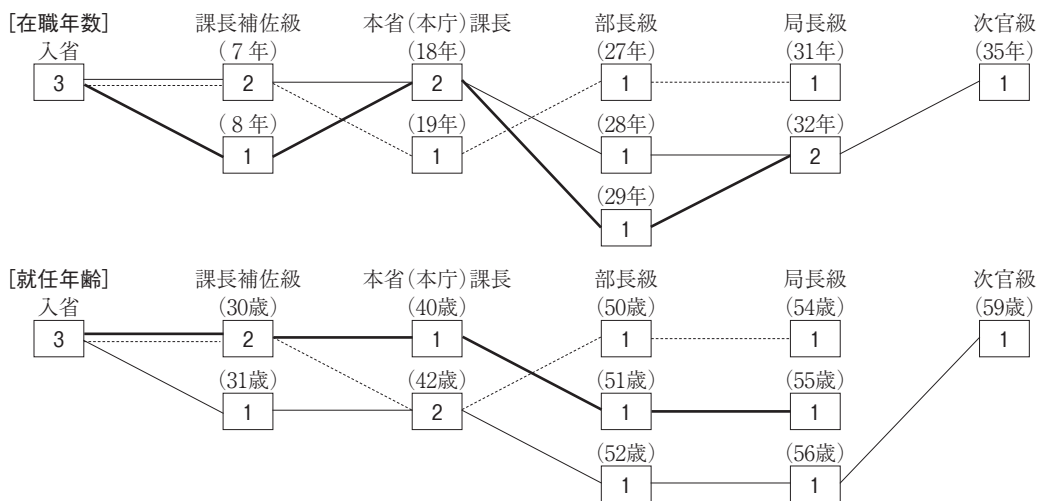 [在職年数]
入省 課長補佐級 本省(本庁)課長 部長級 局長級 次官級
(7年) (18年) (27年) (31年) (35年)
3 2 2 1 1 1
(8年) (19年) (28年) (32年)
1 1 1 2
(29年)
1
[就任年齢]
入省 課長補佐級 本省(本庁)課長 部長級 局長級 次官級
(30歳) (40歳) (50歳) (54歳) (59歳)
3 2 1 1 1 1
(31歳) (42歳) (51歳) (55歳)
1 2 1 1
(52歳) (56歳)
1 1